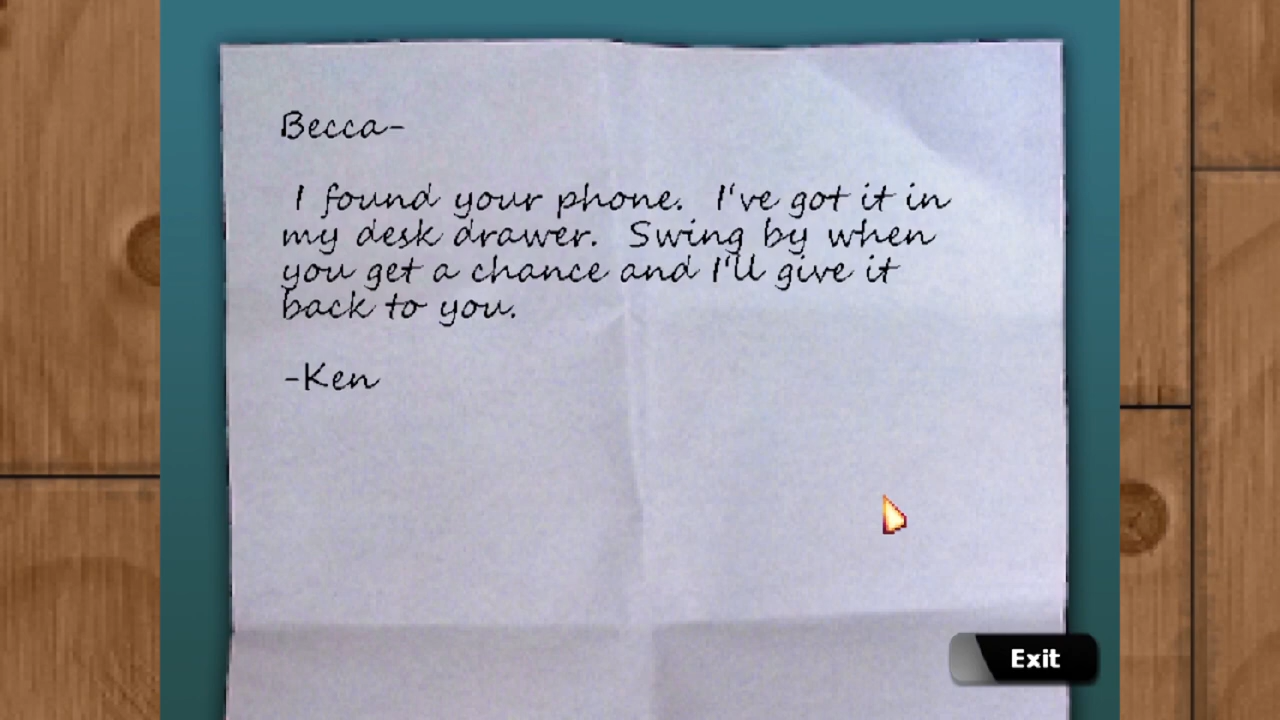 Becca-
I found your phone. I've got it in
my desk drawer. Swing by when
you get a chance and I'll give it
back to you.
-Ken
Exit